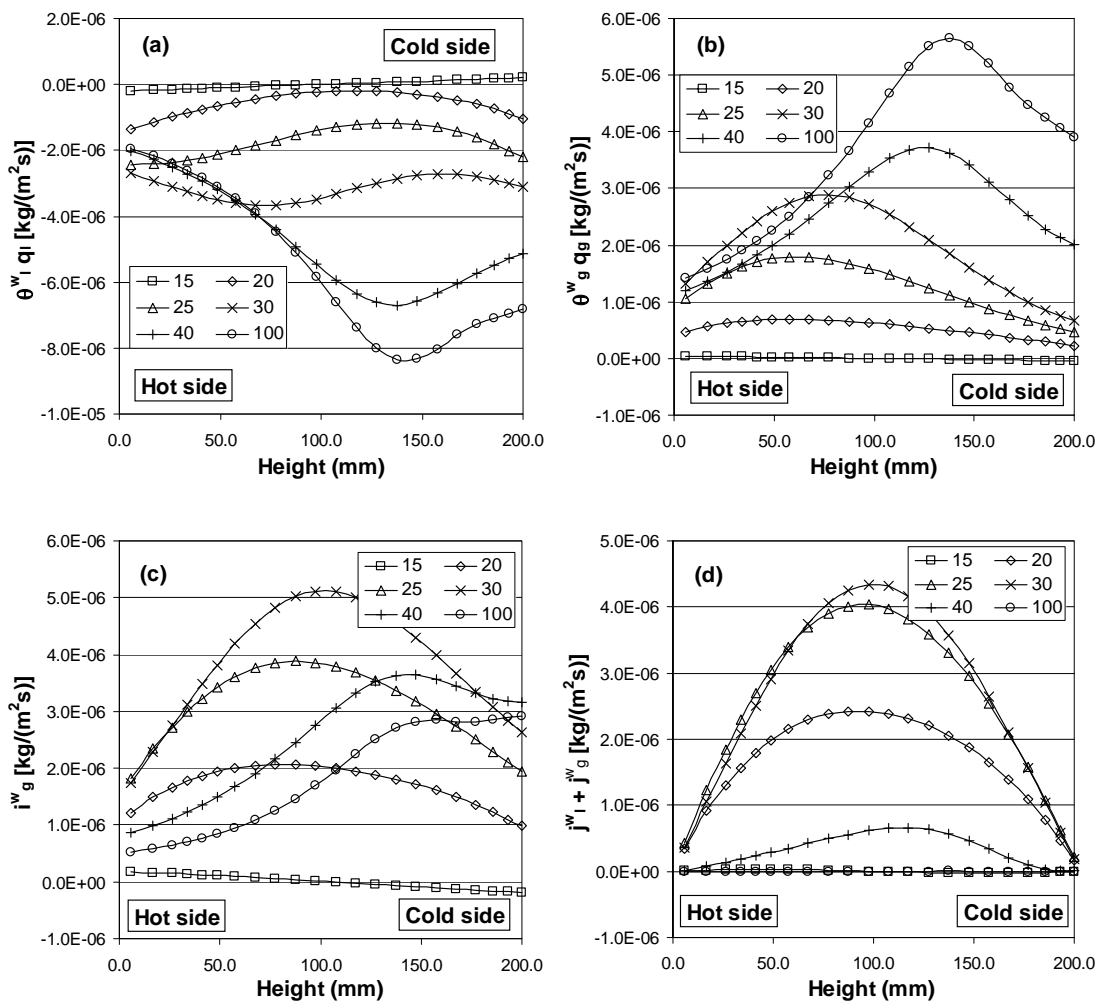 2.0E-06
0.0E+00
-2.0E-06
-4.0E-06
-6.0E-06
-8.0E-06
-1.0E-05
θʷₗ qₗ [kg/(m²s)]
(a)
Cold side
15 20
25 30
40 100
Hot side
0.0 50.0 100.0 150.0 200.0
Height (mm)
6.0E-06
5.0E-06
4.0E-06
3.0E-06
2.0E-06
1.0E-06
0.0E+00
-1.0E-06
θʷg qg [kg/(m²s)]
(b)
15 20
25 30
40 100
Hot side
Cold side
0.0 50.0 100.0 150.0 200.0
Height (mm)
6.0E-06
5.0E-06
4.0E-06
3.0E-06
2.0E-06
1.0E-06
0.0E+00
-1.0E-06
iʷg [kg/(m²s)]
(c)
15 20
25 30
40 100
Hot side
Cold side
0.0 50.0 100.0 150.0 200.0
Height (mm)
5.0E-06
4.0E-06
3.0E-06
2.0E-06
1.0E-06
0.0E+00
-1.0E-06
jʷₗ + jʷg [kg/(m²s)]
(d)
15 20
25 30
40 100
Hot side
Cold side
0.0 50.0 100.0 150.0 200.0
Height (mm)